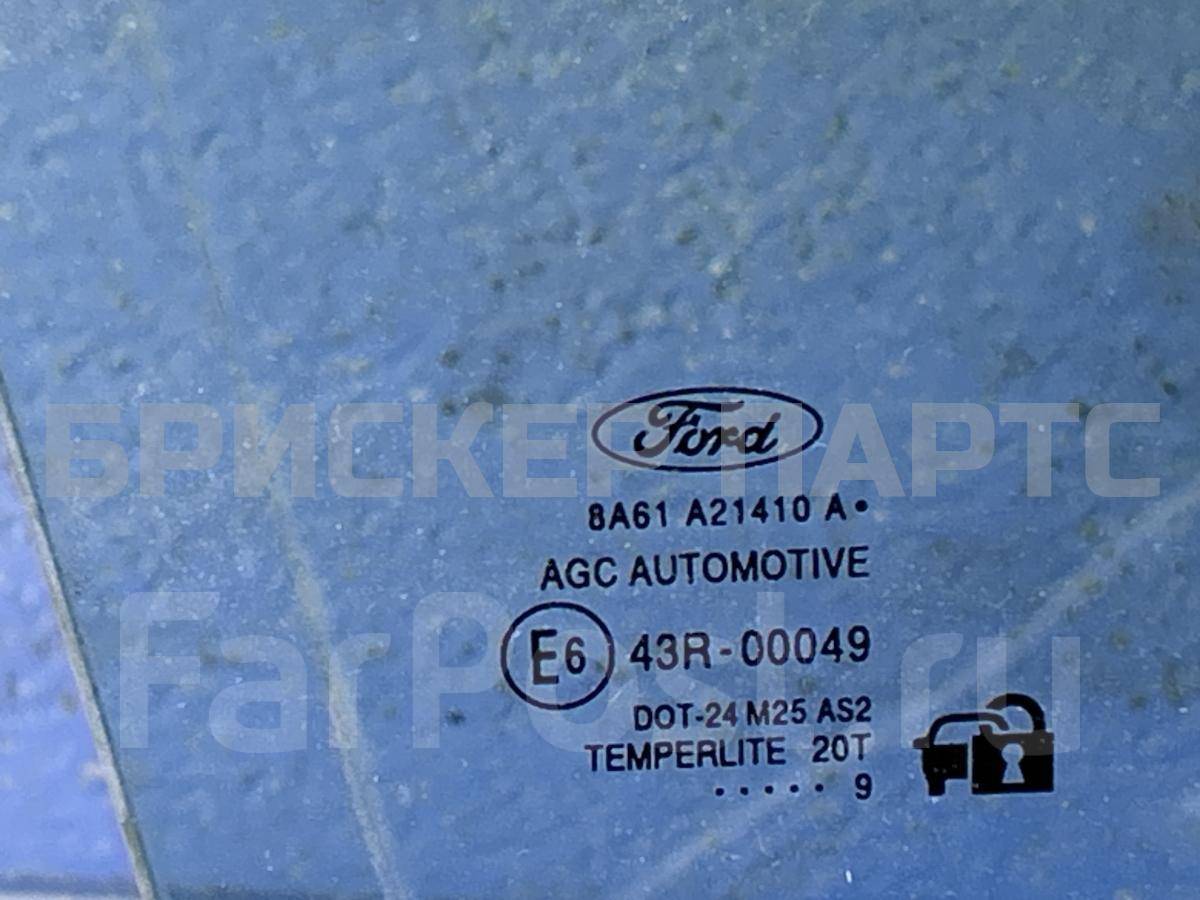 БРИСКЕР ПАРТС
Ford
8A61 A21410 A•
AGC AUTOMOTIVE
E6 43R-00049
FarPost.ru
DOT-24 M25 AS2
TEMPERLITE 20T
..... 9